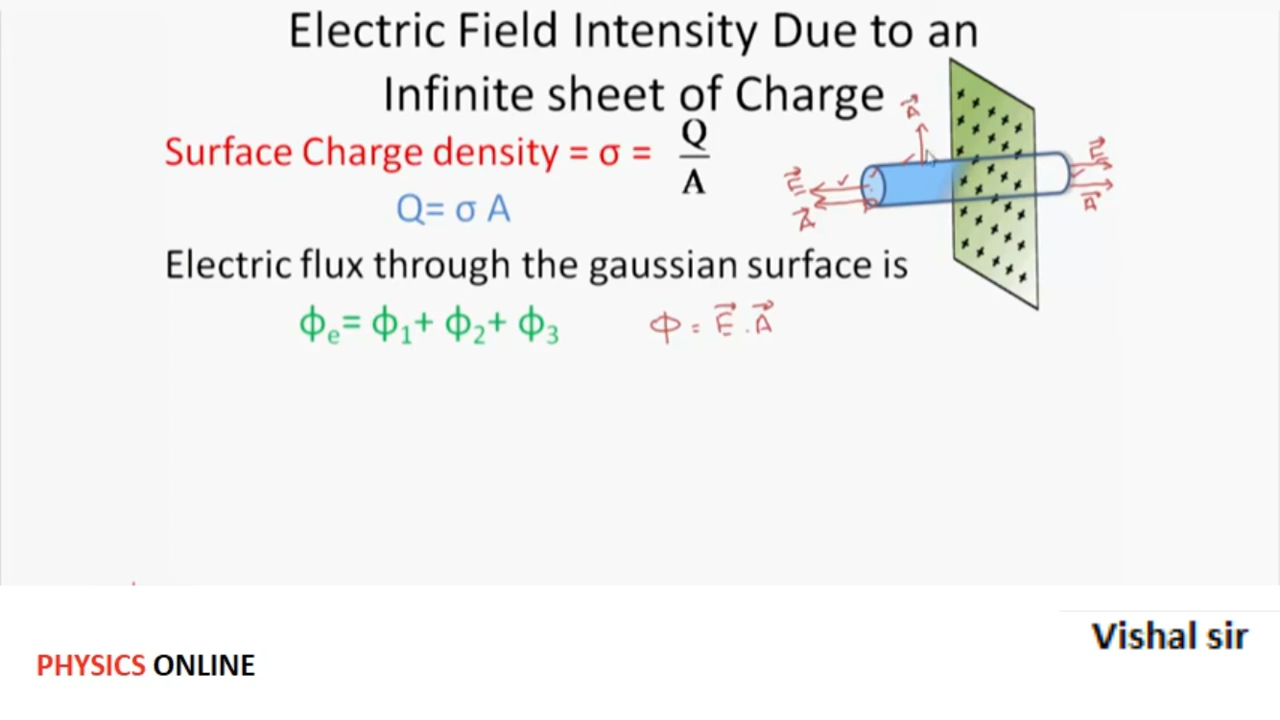 Electric Field Intensity Due to an
Infinite sheet of Charge
Surface Charge density = σ = Q/A
Q= σ A
Electric flux through the gaussian surface is
ϕe= ϕ1+ ϕ2+ ϕ3
ϕ = E⃗ . A⃗
A⃗
E⃗
A⃗
E⃗
A⃗
PHYSICS ONLINE
Vishal sir